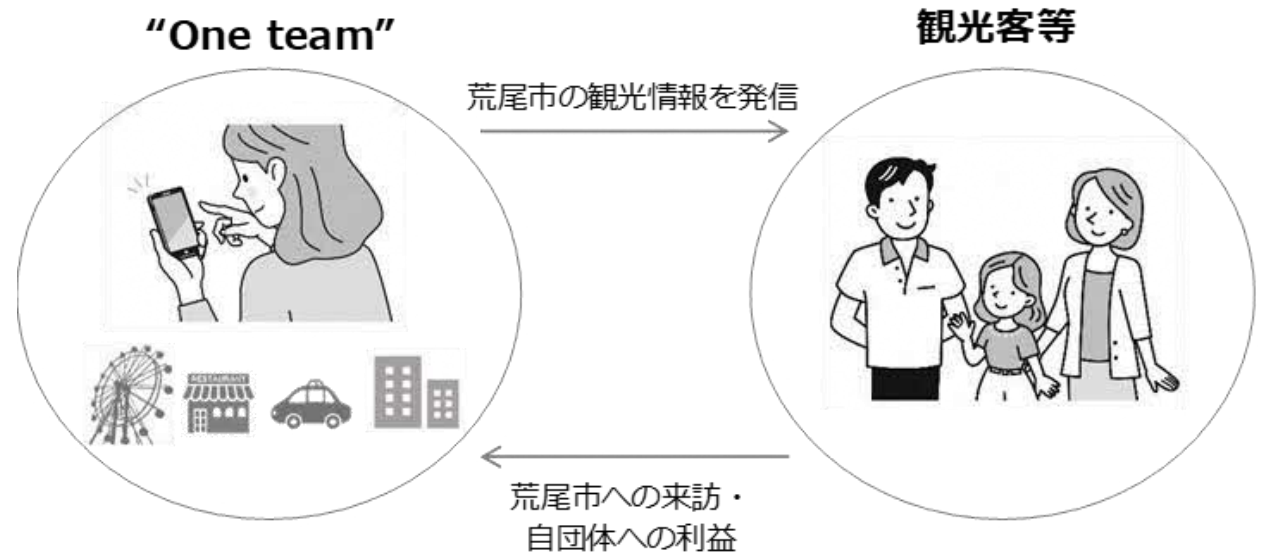 “One team”
観光客等
荒尾市の観光情報を発信
RESTAURANT
荒尾市への来訪・
自団体への利益